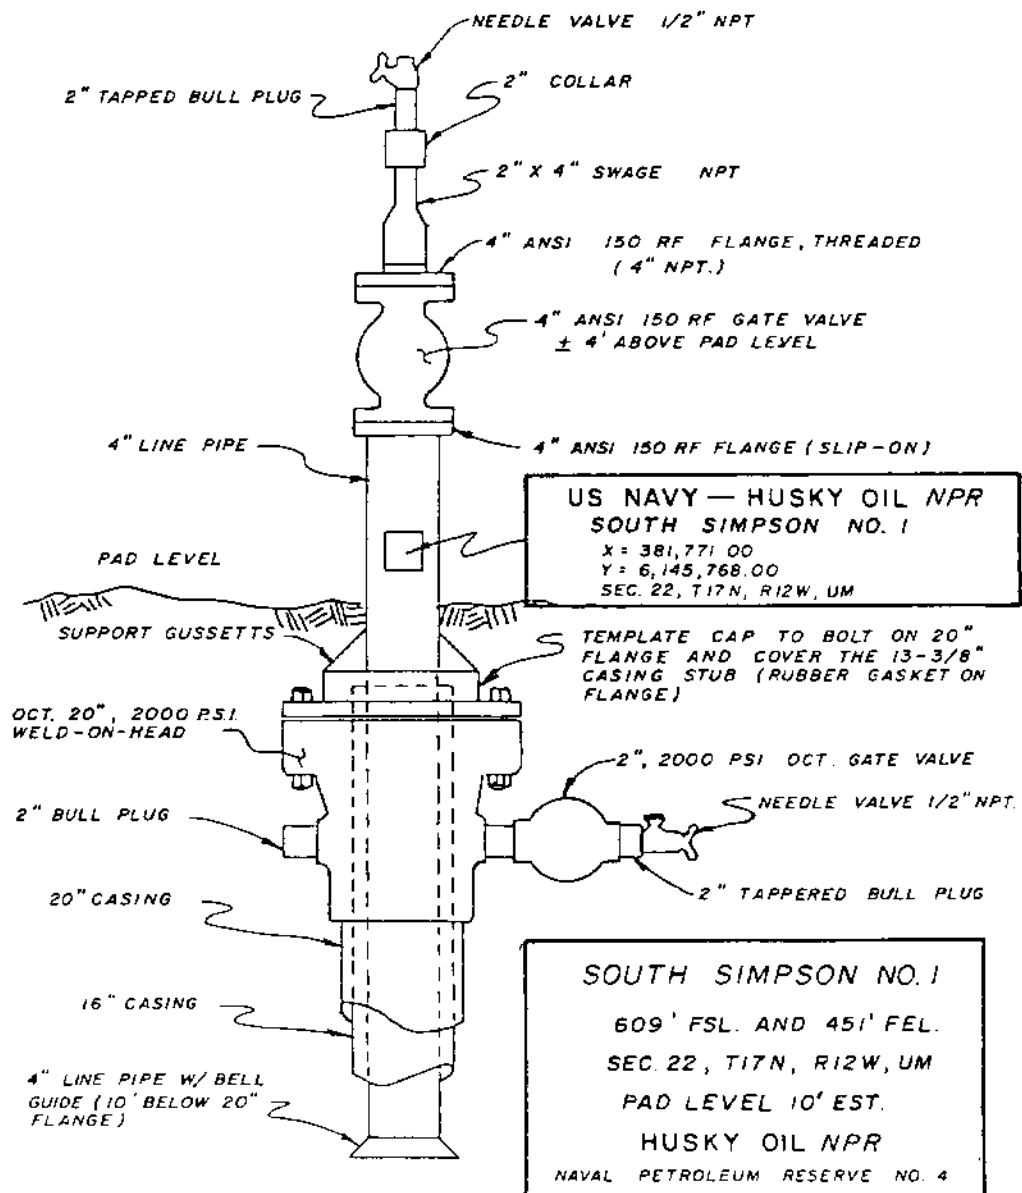 NEEDLE VALVE 1/2" NPT
2" COLLAR
2" TAPPED BULL PLUG
2" X 4" SWAGE NPT
4" ANSI 150 RF FLANGE, THREADED
(4" NPT.)
4" ANSI 150 RF GATE VALVE
± 4' ABOVE PAD LEVEL
4" LINE PIPE
4" ANSI 150 RF FLANGE (SLIP-ON)
US NAVY — HUSKY OIL NPR
SOUTH SIMPSON NO. 1
X = 381,771.00
Y = 6,145,768.00
SEC. 22, T17N, R12W, UM
PAD LEVEL
SUPPORT GUSSETTS
TEMPLATE CAP TO BOLT ON 20"
FLANGE AND COVER THE 13-3/8"
CASING STUB (RUBBER GASKET ON
FLANGE)
OCT. 20", 2000 P.S.I.
WELD-ON-HEAD
2", 2000 PSI OCT. GATE VALVE
2" BULL PLUG
NEEDLE VALVE 1/2" NPT.
2" TAPPERED BULL PLUG
20" CASING
16" CASING
4" LINE PIPE W/ BELL
GUIDE (10' BELOW 20"
FLANGE)
SOUTH SIMPSON NO. 1
609' FSL. AND 451' FEL.
SEC. 22, T17N, R12W, UM
PAD LEVEL 10' EST.
HUSKY OIL NPR
NAVAL PETROLEUM RESERVE NO. 4